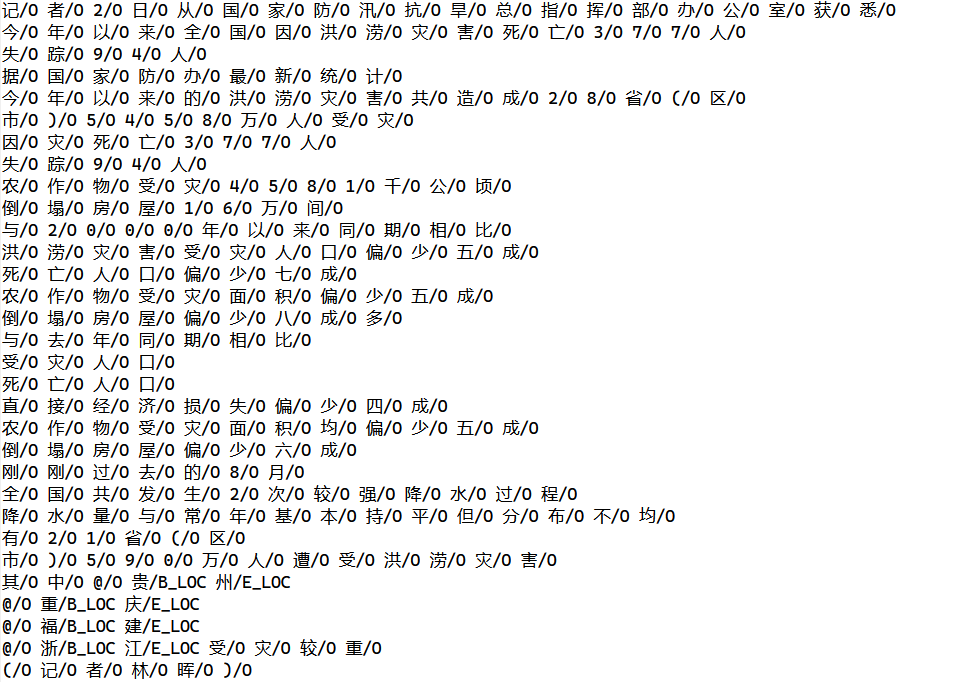 记/O 者/O 2/O 日/O 从/O 国/O 家/O 防/O 汛/O 抗/O 旱/O 总/O 指/O 挥/O 部/O 办/O 公/O 室/O 获/O 悉/O
今/O 年/O 以/O 来/O 全/O 国/O 因/O 洪/O 涝/O 灾/O 害/O 死/O 亡/O 3/O 7/O 7/O 人/O
失/O 踪/O 9/O 4/O 人/O
据/O 国/O 家/O 防/O 办/O 最/O 新/O 统/O 计/O
今/O 年/O 以/O 来/O 的/O 洪/O 涝/O 灾/O 害/O 共/O 造/O 成/O 2/O 8/O 省/O (/O 区/O
市/O )/O 5/O 4/O 5/O 8/O 万/O 人/O 受/O 灾/O
因/O 灾/O 死/O 亡/O 3/O 7/O 7/O 人/O
失/O 踪/O 9/O 4/O 人/O
农/O 作/O 物/O 受/O 灾/O 4/O 5/O 8/O 1/O 千/O 公/O 顷/O
倒/O 塌/O 房/O 屋/O 1/O 6/O 万/O 间/O
与/O 2/O 0/O 0/O 0/O 年/O 以/O 来/O 同/O 期/O 相/O 比/O
洪/O 涝/O 灾/O 害/O 受/O 灾/O 人/O 口/O 偏/O 少/O 五/O 成/O
死/O 亡/O 人/O 口/O 偏/O 少/O 七/O 成/O
农/O 作/O 物/O 受/O 灾/O 面/O 积/O 偏/O 少/O 五/O 成/O
倒/O 塌/O 房/O 屋/O 偏/O 少/O 八/O 成/O 多/O
与/O 去/O 年/O 同/O 期/O 相/O 比/O
受/O 灾/O 人/O 口/O
死/O 亡/O 人/O 口/O
直/O 接/O 经/O 济/O 损/O 失/O 偏/O 少/O 四/O 成/O
农/O 作/O 物/O 受/O 灾/O 面/O 积/O 均/O 偏/O 少/O 五/O 成/O
倒/O 塌/O 房/O 屋/O 偏/O 少/O 六/O 成/O
刚/O 刚/O 过/O 去/O 的/O 8/O 月/O
全/O 国/O 共/O 发/O 生/O 2/O 次/O 较/O 强/O 降/O 水/O 过/O 程/O
降/O 水/O 量/O 与/O 常/O 年/O 基/O 本/O 持/O 平/O 但/O 分/O 布/O 不/O 均/O
有/O 2/O 1/O 省/O (/O 区/O
市/O )/O 5/O 9/O 0/O 万/O 人/O 遭/O 受/O 洪/O 涝/O 灾/O 害/O
其/O 中/O @/O 贵/B_LOC 州/E_LOC
@/O 重/B_LOC 庆/E_LOC
@/O 福/B_LOC 建/E_LOC
@/O 浙/B_LOC 江/E_LOC 受/O 灾/O 较/O 重/O
(/O 记/O 者/O 林/O 晖/O )/O